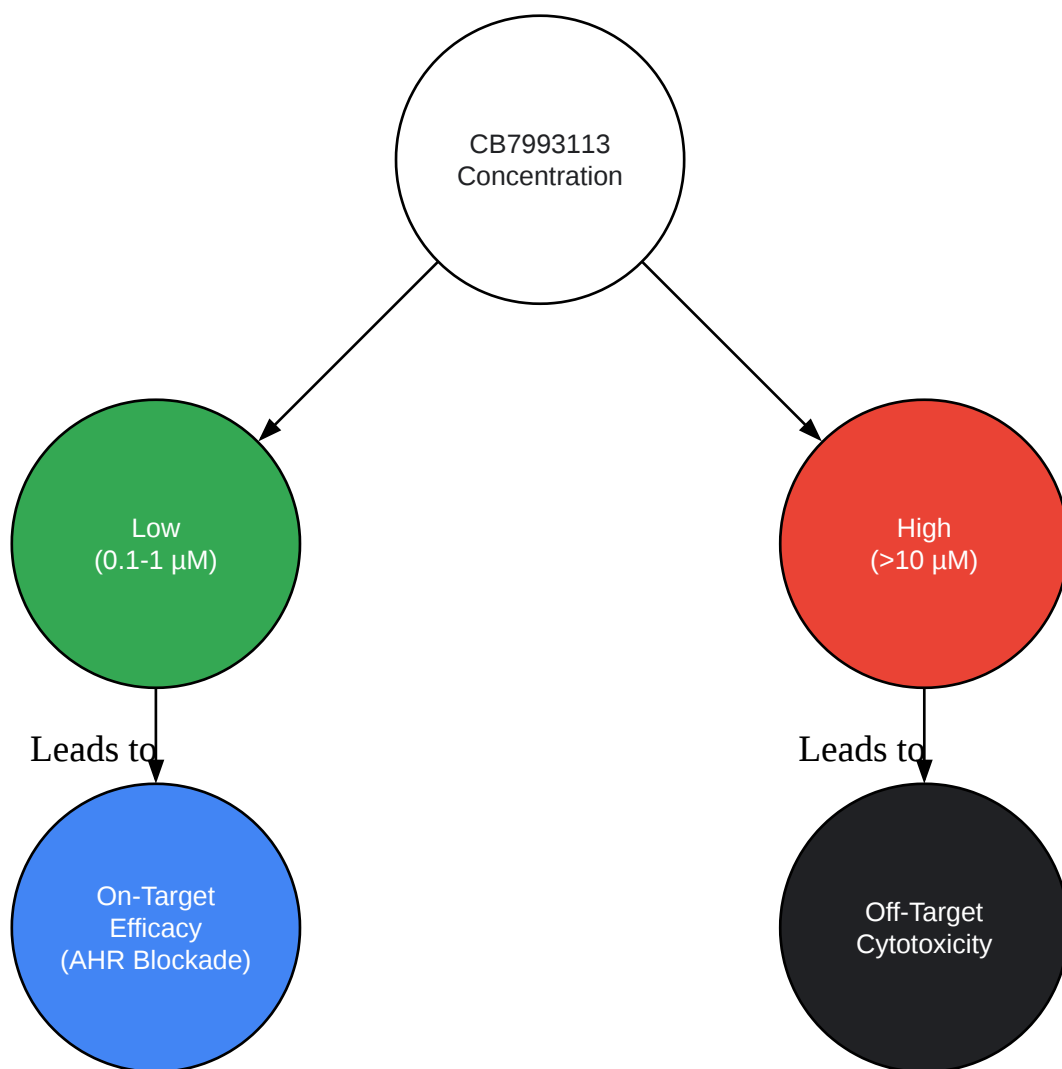 CB7993113
Concentration
Low
(0.1-1 µM)
High
(>10 µM)
Leads to
Leads to
On-Target
Efficacy
(AHR Blockade)
Off-Target
Cytotoxicity